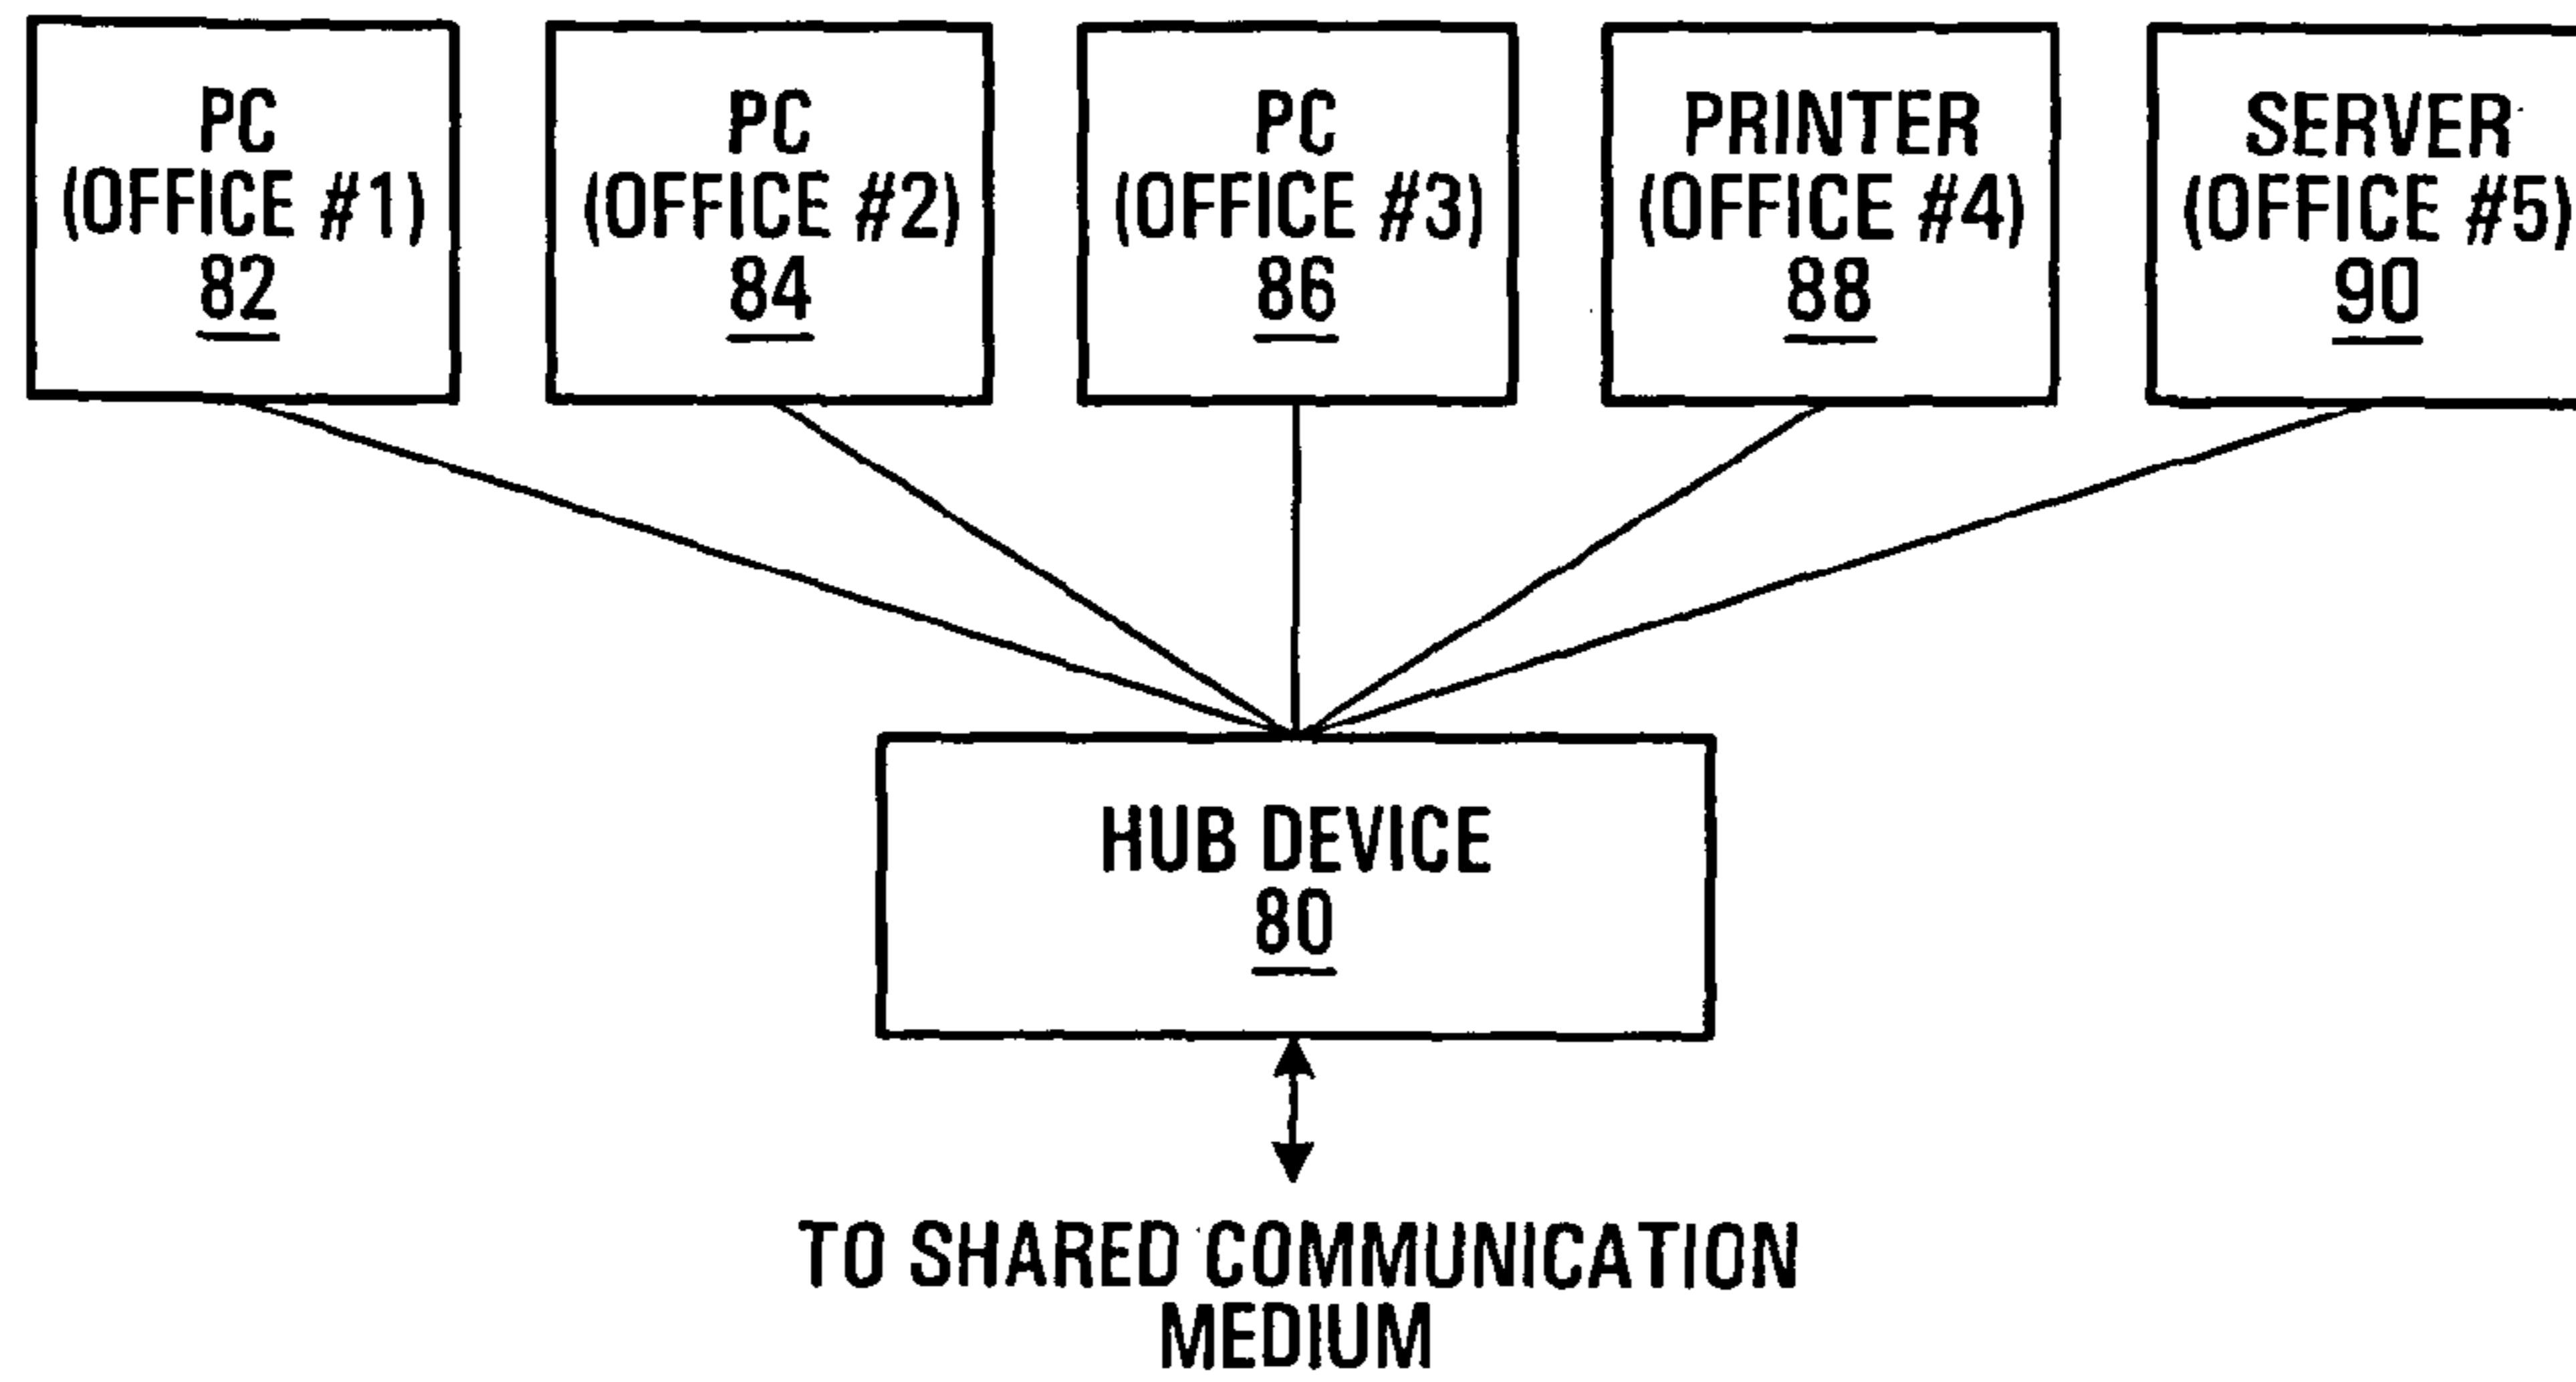 PC
(OFFICE #1)
82
PC
(OFFICE #2)
84
PC
(OFFICE #3)
86
PRINTER
(OFFICE #4)
88
SERVER
(OFFICE #5)
90
HUB DEVICE
80
TO SHARED COMMUNICATION
MEDIUM